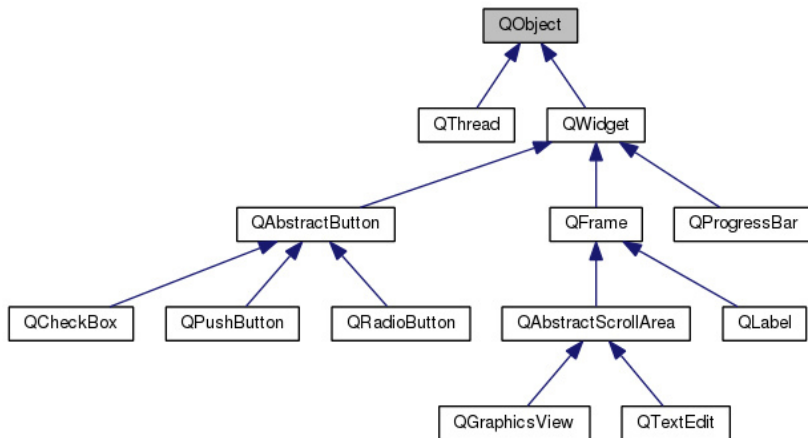 QObject
QThread
QWidget
QAbstractButton
QFrame
QProgressBar
QCheckBox
QPushButton
QRadioButton
QAbstractScrollArea
QLabel
QGraphicsView
QTextEdit